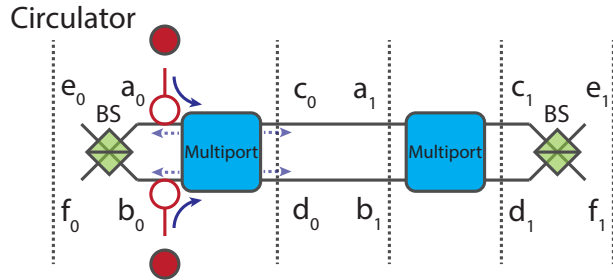 Circulator
e0 a0 c0 a1 c1 e1
BS BS
Multiport Multiport
f0 b0 d0 b1 d1 f1